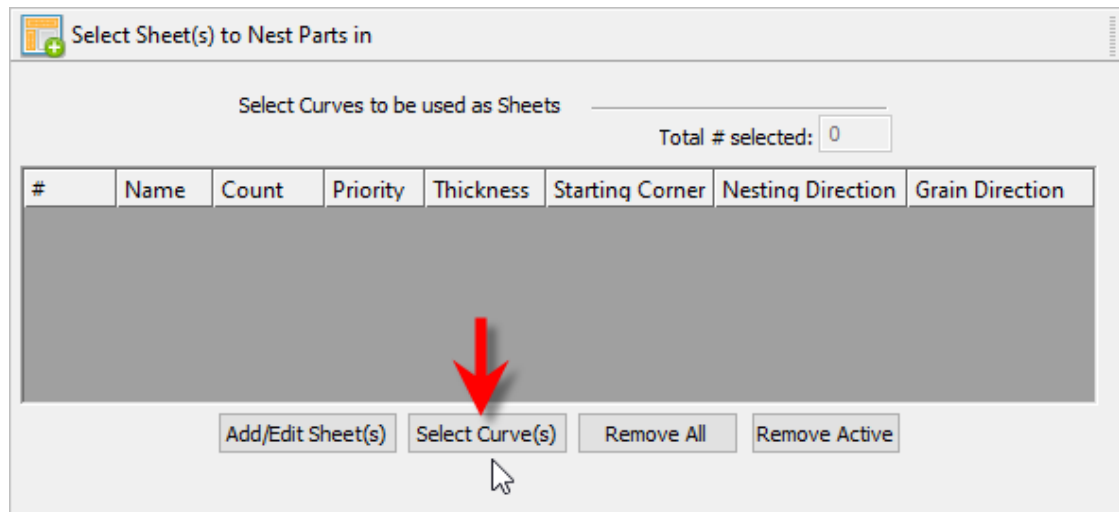 Select Sheet(s) to Nest Parts in
Select Curves to be used as Sheets
Total # selected: 0
# Name Count Priority Thickness Starting Corner Nesting Direction Grain Direction
Add/Edit Sheet(s) Select Curve(s) Remove All Remove Active